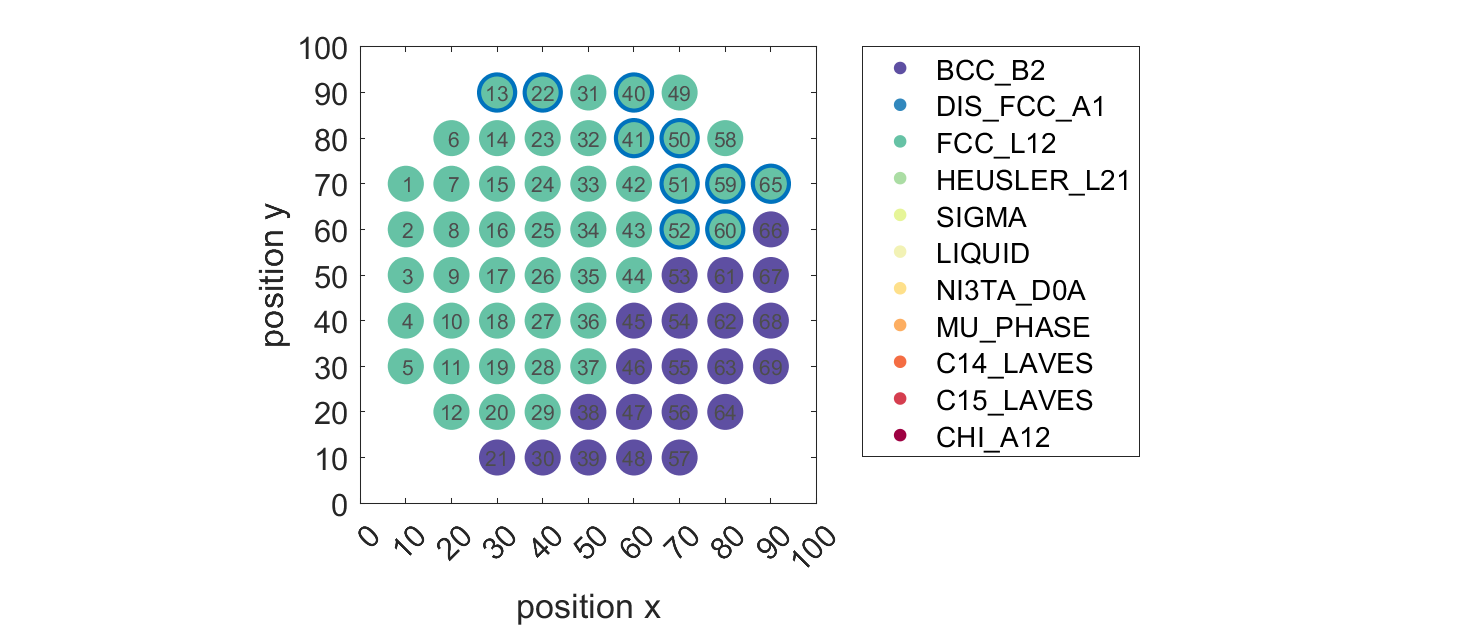 100
90
80
70
60
50
40
30
20
10
0
position y
13 22 31 40 49
6 14 23 32 41 50 58
1 7 15 24 33 42 51 59 65
2 8 16 25 34 43 52 60 66
3 9 17 26 35 44 53 61 67
4 10 18 27 36 45 54 62 68
5 11 19 28 37 46 55 63 69
12 20 29 38 47 56 64
21 30 39 48 57
0 10 20 30 40 50 60 70 80 90 100
position x
BCC_B2
DIS_FCC_A1
FCC_L12
HEUSLER_L21
SIGMA
LIQUID
NI3TA_D0A
MU_PHASE
C14_LAVES
C15_LAVES
CHI_A12